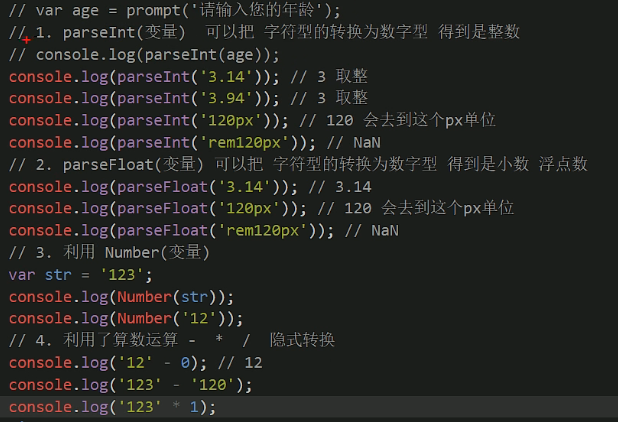 // var age = prompt('请输入您的年龄');
// 1. parseInt(变量)  可以把 字符型的转换为数字型 得到是整数
// console.log(parseInt(age));
console.log(parseInt('3.14')); // 3 取整
console.log(parseInt('3.94')); // 3 取整
console.log(parseInt('120px')); // 120 会去到这个px单位
console.log(parseInt('rem120px')); // NaN
// 2. parseFloat(变量) 可以把 字符型的转换为数字型 得到是小数 浮点数
console.log(parseFloat('3.14')); // 3.14
console.log(parseFloat('120px')); // 120 会去到这个px单位
console.log(parseFloat('rem120px')); // NaN
// 3. 利用 Number(变量)
var str = '123';
console.log(Number(str));
console.log(Number('12'));
// 4. 利用了算数运算 -  *  /  隐式转换
console.log('12' - 0); // 12
console.log('123' - '120');
console.log('123' * 1);